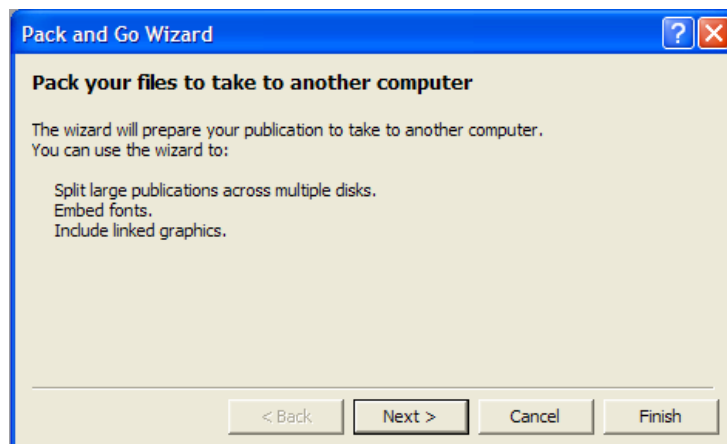 Pack and Go Wizard
?
Pack your files to take to another computer
The wizard will prepare your publication to take to another computer.
You can use the wizard to:
Split large publications across multiple disks.
Embed fonts.
Include linked graphics.
< Back Next > Cancel Finish